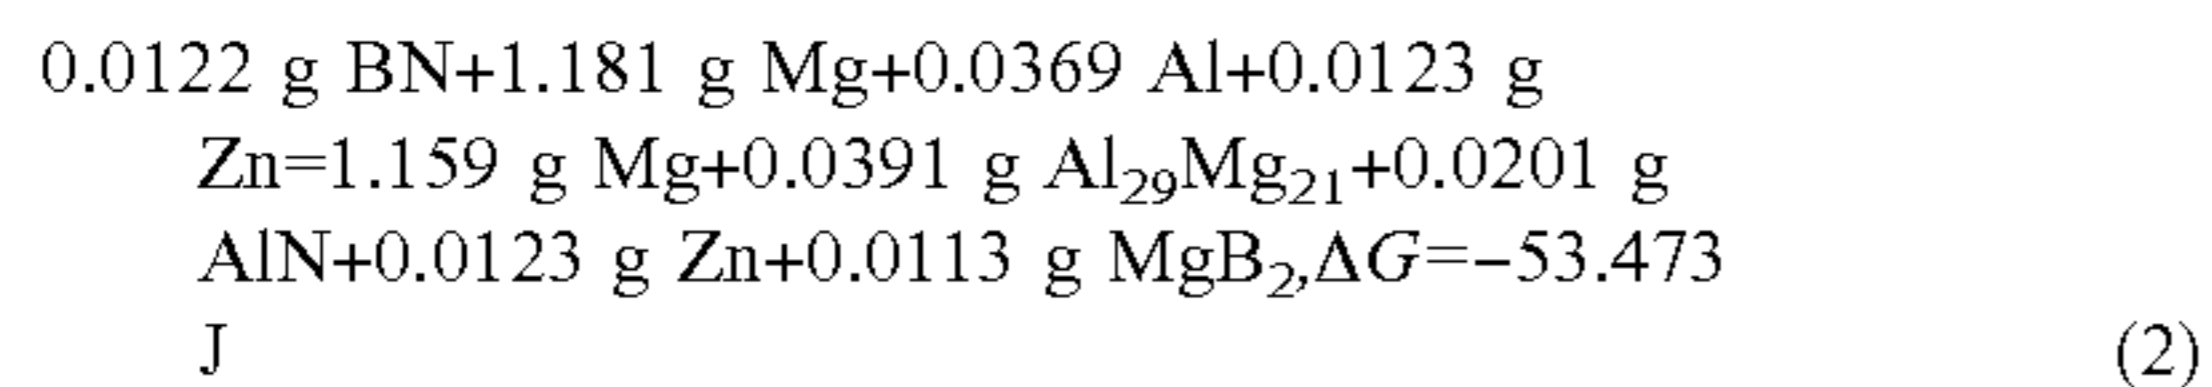 0.0122 g BN+1.181 g Mg+0.0369 Al+0.0123 g
Zn=1.159 g Mg+0.0391 g Al₂₉Mg₂₁+0.0201 g
AlN+0.0123 g Zn+0.0113 g MgB₂,ΔG=−53.473
J (2)